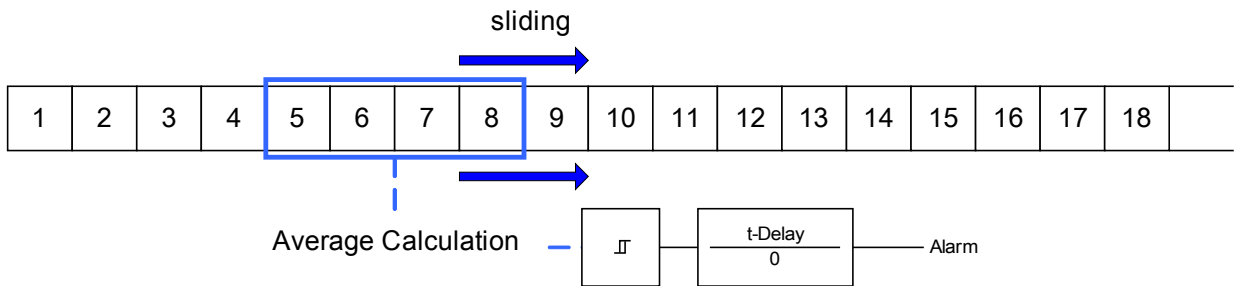 sliding
1 2 3 4 5 6 7 8 9 10 11 12 13 14 15 16 17 18
Average Calculation
t-Delay
0
Alarm